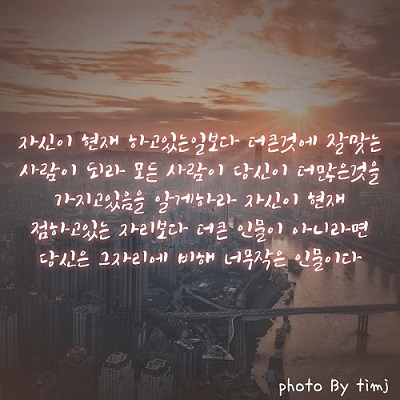 자신이 현재 하고있는일보다 더큰것에 잘맞는
사람이 되라 모든 사람이 당신이 더많은것을
가지고있음을 알게하라 자신이 현재
점하고있는 자리보다 더큰 인물이 아니라면
당신은 그자리에 비해 너무작은 인물이다
photo By timj